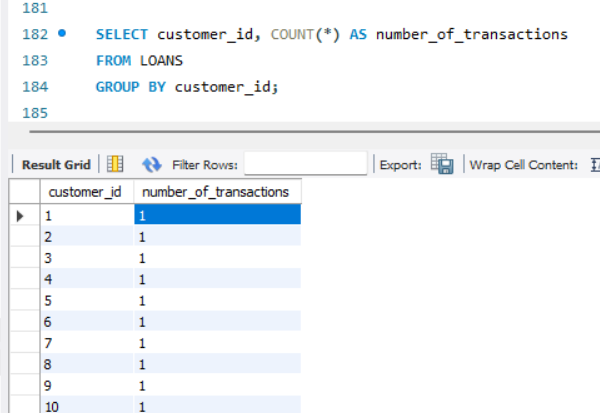 181
182 SELECT customer_id, COUNT(*) AS number_of_transactions
183 FROM LOANS
184 GROUP BY customer_id;
185
Result Grid Filter Rows: Export: Wrap Cell Content:
customer_id number_of_transactions
1 1
2 1
3 1
4 1
5 1
6 1
7 1
8 1
9 1
10 1